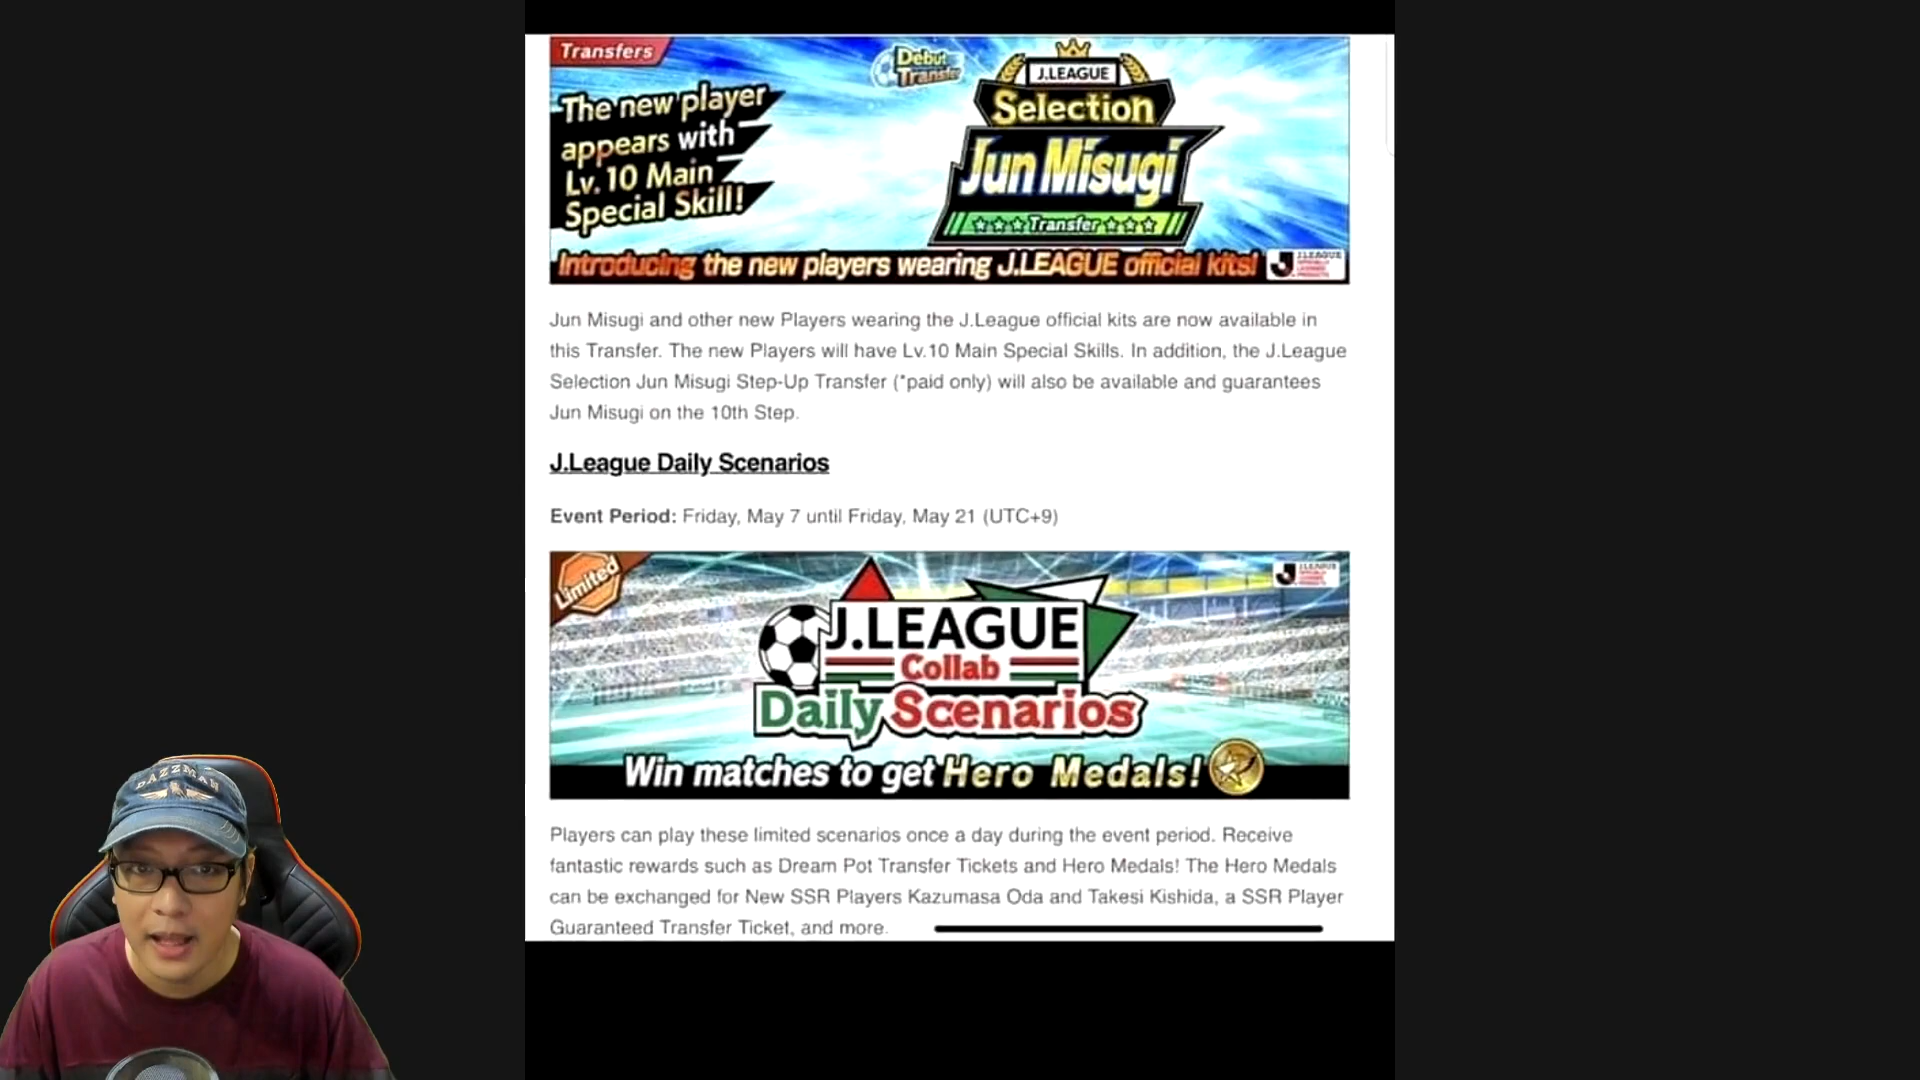 Transfers
Debut
Transfer
J.LEAGUE
Selection
Jun Misugi
Transfer
The new player
appears with
Lv.10 Main
Special Skill!
Introducing the new players wearing J.LEAGUE official kits!
Jun Misugi and other new Players wearing the J.League official kits are now available in
this Transfer. The new Players will have Lv.10 Main Special Skills. In addition, the J.League
Selection Jun Misugi Step-Up Transfer (*paid only) will also be available and guarantees
Jun Misugi on the 10th Step.
J.League Daily Scenarios
Event Period: Friday, May 7 until Friday, May 21 (UTC+9)
Limited
J.LEAGUE
Collab
Daily Scenarios
Win matches to get Hero Medals!
Players can play these limited scenarios once a day during the event period. Receive
fantastic rewards such as Dream Pot Transfer Tickets and Hero Medals! The Hero Medals
can be exchanged for New SSR Players Kazumasa Oda and Takesi Kishida, a SSR Player
Guaranteed Transfer Ticket, and more.